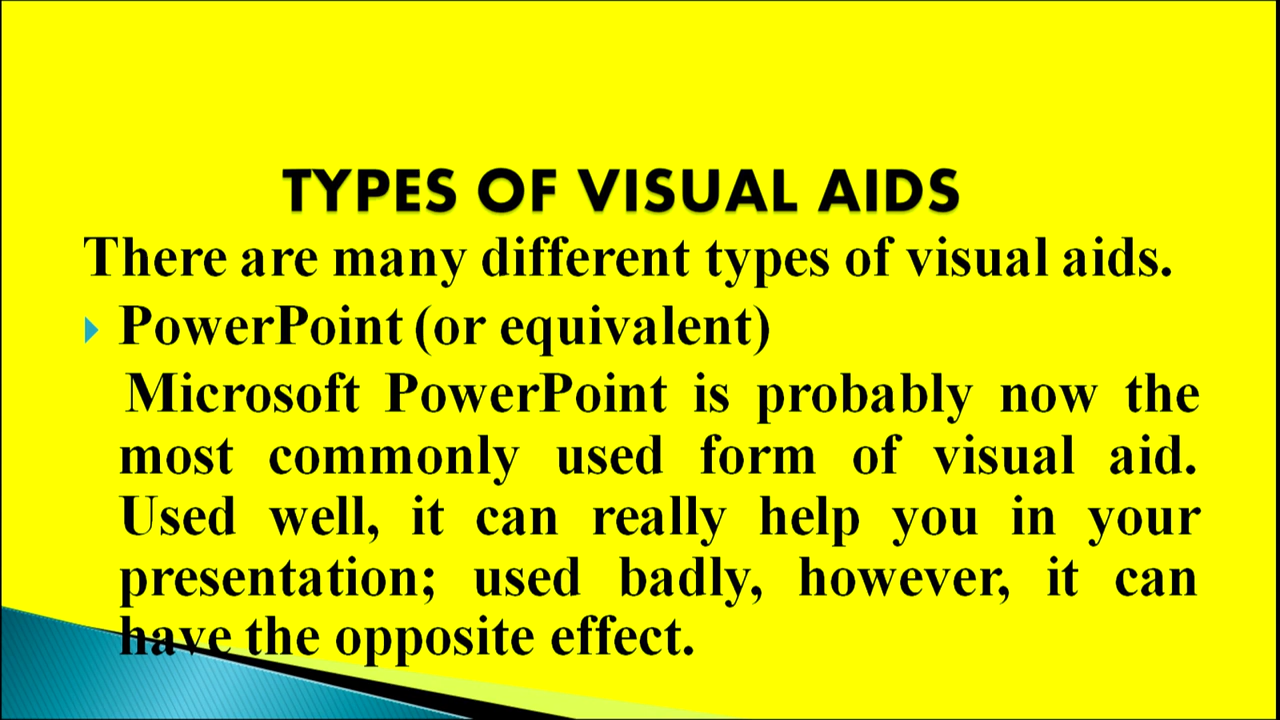 TYPES OF VISUAL AIDS
There are many different types of visual aids.
PowerPoint (or equivalent)
Microsoft PowerPoint is probably now the
most commonly used form of visual aid.
Used well, it can really help you in your
presentation; used badly, however, it can
have the opposite effect.